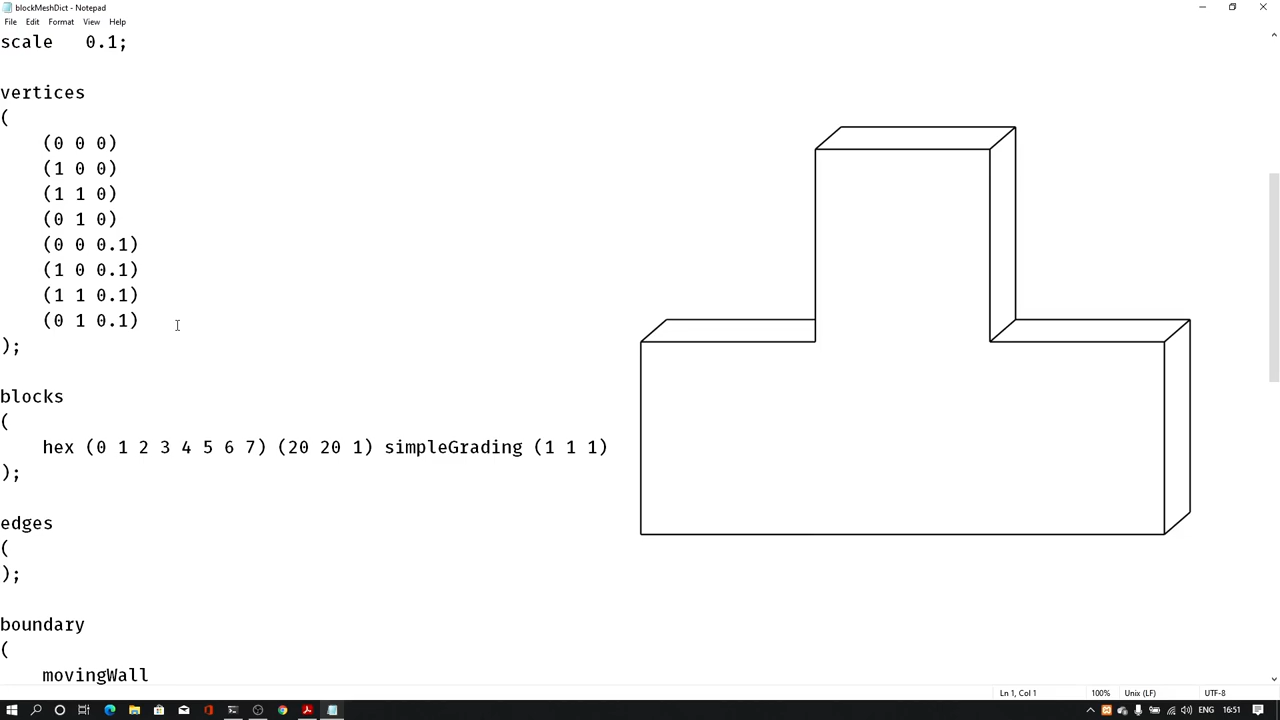 blockMeshDict - Notepad
File Edit Format View Help
scale 0.1;
vertices
(
(0 0 0)
(1 0 0)
(1 1 0)
(0 1 0)
(0 0 0.1)
(1 0 0.1)
(1 1 0.1)
(0 1 0.1)
);
blocks
(
hex (0 1 2 3 4 5 6 7) (20 20 1) simpleGrading (1 1 1)
);
edges
(
);
boundary
(
movingWall
Ln 1, Col 1 100% Unix (LF) UTF-8
ENG 16:51